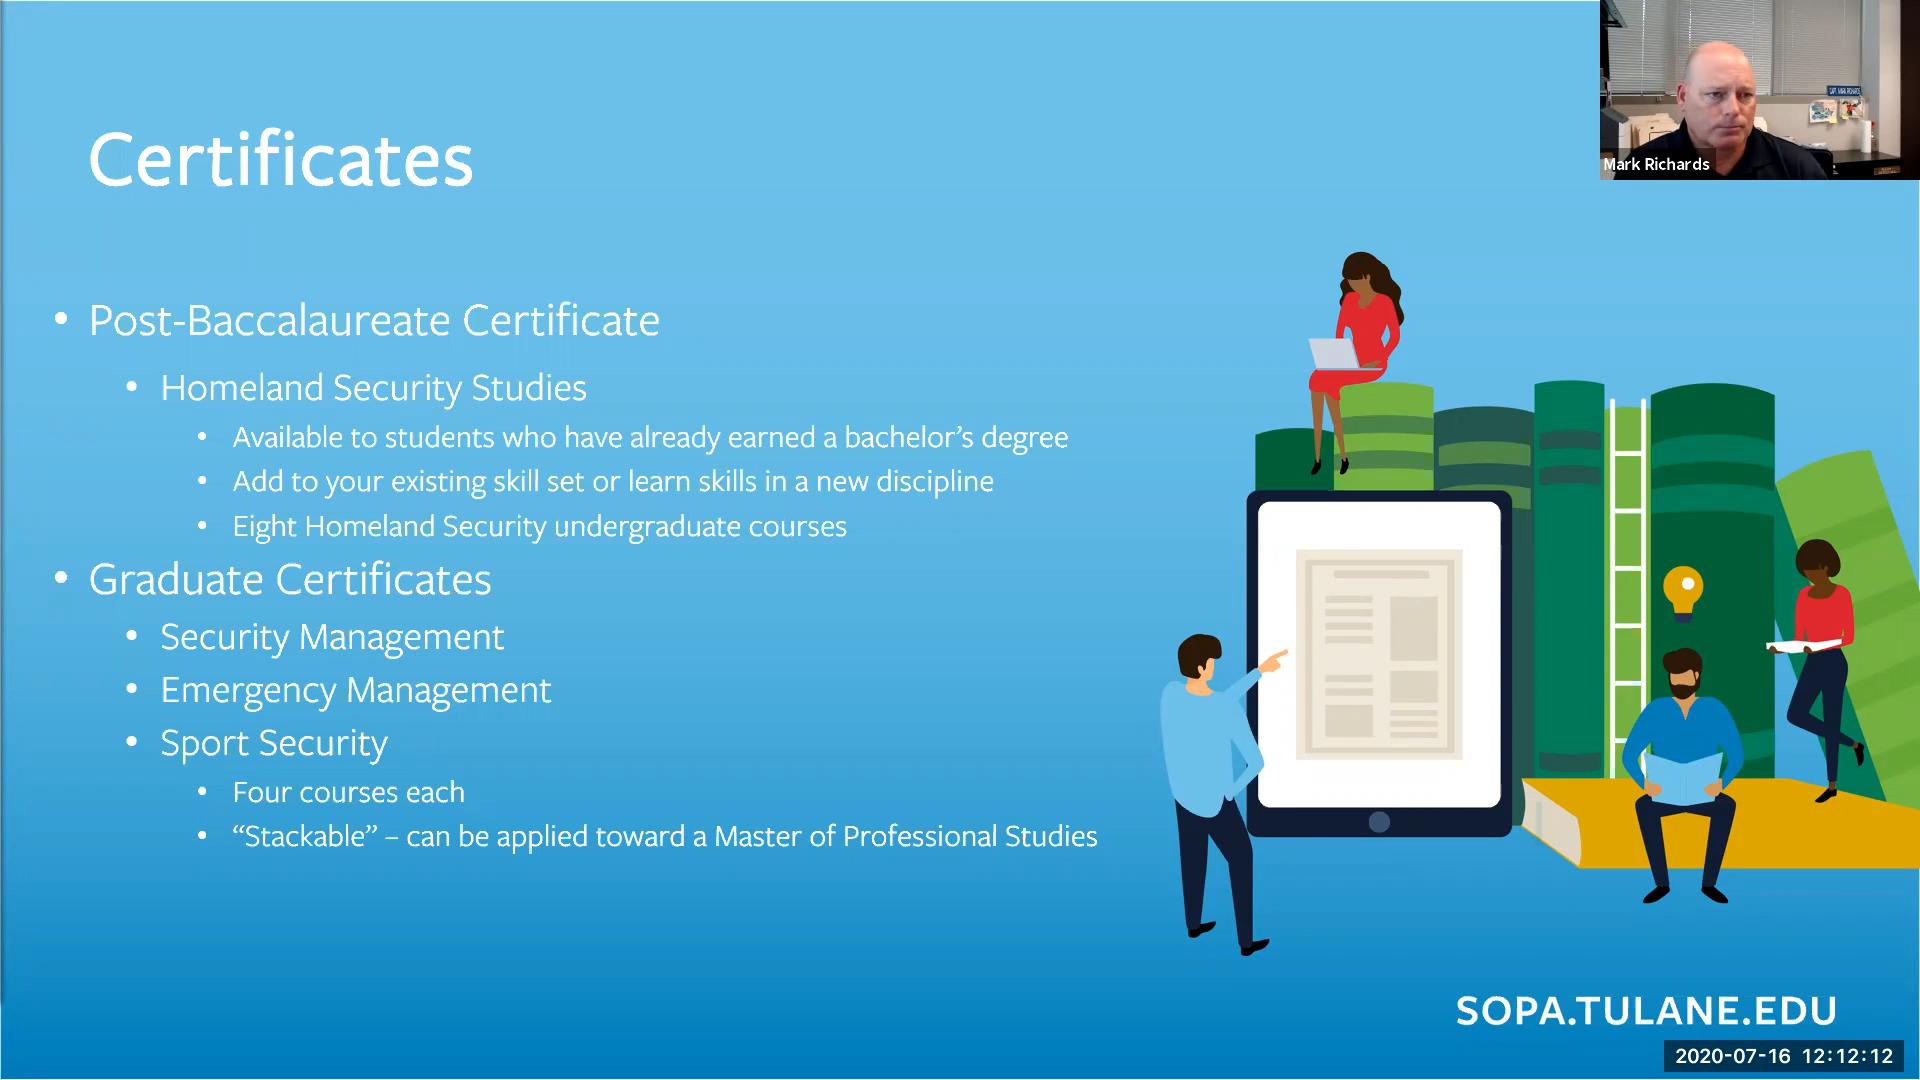 Certificates
• Post-Baccalaureate Certificate
• Homeland Security Studies
• Available to students who have already earned a bachelor’s degree
• Add to your existing skill set or learn skills in a new discipline
• Eight Homeland Security undergraduate courses
• Graduate Certificates
• Security Management
• Emergency Management
• Sport Security
• Four courses each
• “Stackable” – can be applied toward a Master of Professional Studies
CAPT. MARK RICHARDS
Mark Richards
SOPA.TULANE.EDU
2020-07-16 12:12:12